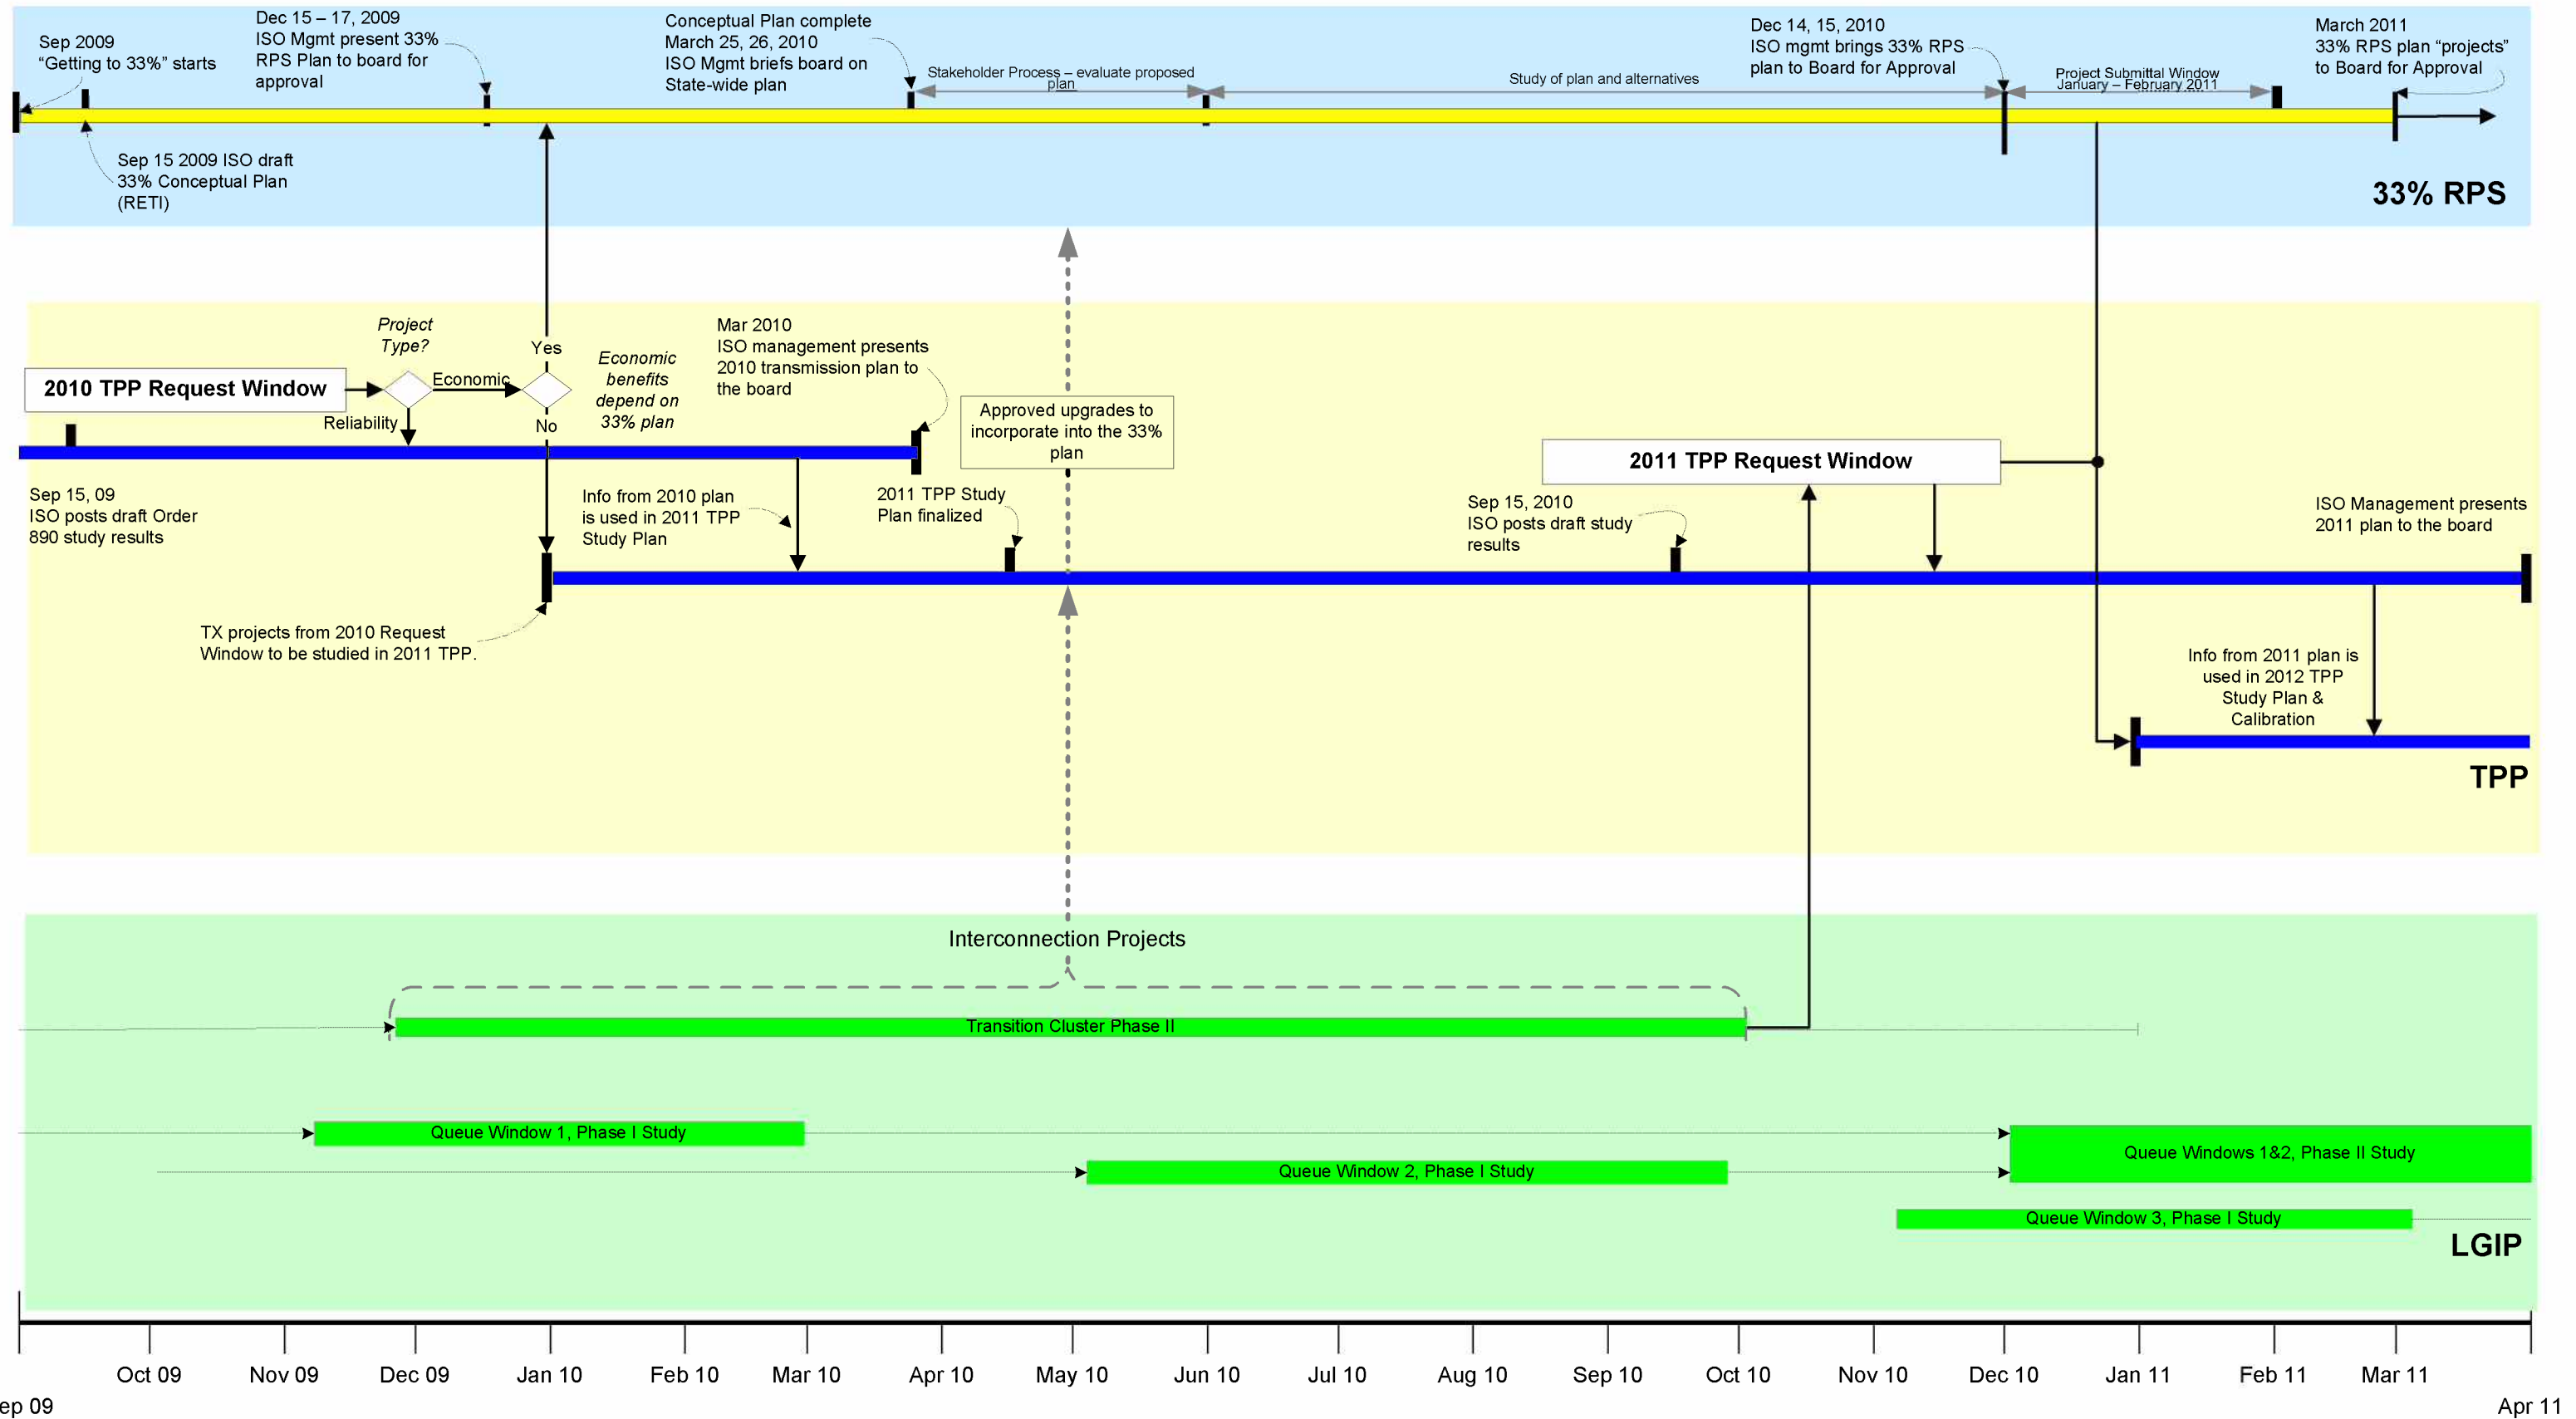 Sep 2009
“Getting to 33%” starts
Dec 15 – 17, 2009
ISO Mgmt present 33%
RPS Plan to board for
approval
Conceptual Plan complete
March 25, 26, 2010
ISO Mgmt briefs board on
State-wide plan
Stakeholder Process – evaluate proposed
plan
Study of plan and alternatives
Dec 14, 15, 2010
ISO mgmt brings 33% RPS
plan to Board for Approval
Project Submittal Window
January – February 2011
March 2011
33% RPS plan “projects”
to Board for Approval
Sep 15 2009 ISO draft
33% Conceptual Plan
(RETI)
33% RPS
Project
Type?
2010 TPP Request Window
Economic
Reliability
Yes
No
Economic
benefits
depend on
33% plan
Mar 2010
ISO management presents
2010 transmission plan to
the board
Approved upgrades to
incorporate into the 33%
plan
2011 TPP Request Window
Sep 15, 09
ISO posts draft Order
890 study results
Info from 2010 plan
is used in 2011 TPP
Study Plan
2011 TPP Study
Plan finalized
Sep 15, 2010
ISO posts draft study
results
ISO Management presents
2011 plan to the board
TX projects from 2010 Request
Window to be studied in 2011 TPP.
Info from 2011 plan is
used in 2012 TPP
Study Plan &
Calibration
TPP
Interconnection Projects
Transition Cluster Phase II
Queue Window 1, Phase I Study
Queue Windows 1&2, Phase II Study
Queue Window 2, Phase I Study
Queue Window 3, Phase I Study
LGIP
Oct 09
Nov 09
Dec 09
Jan 10
Feb 10
Mar 10
Apr 10
May 10
Jun 10
Jul 10
Aug 10
Sep 10
Oct 10
Nov 10
Dec 10
Jan 11
Feb 11
Mar 11
ep 09
Apr 11